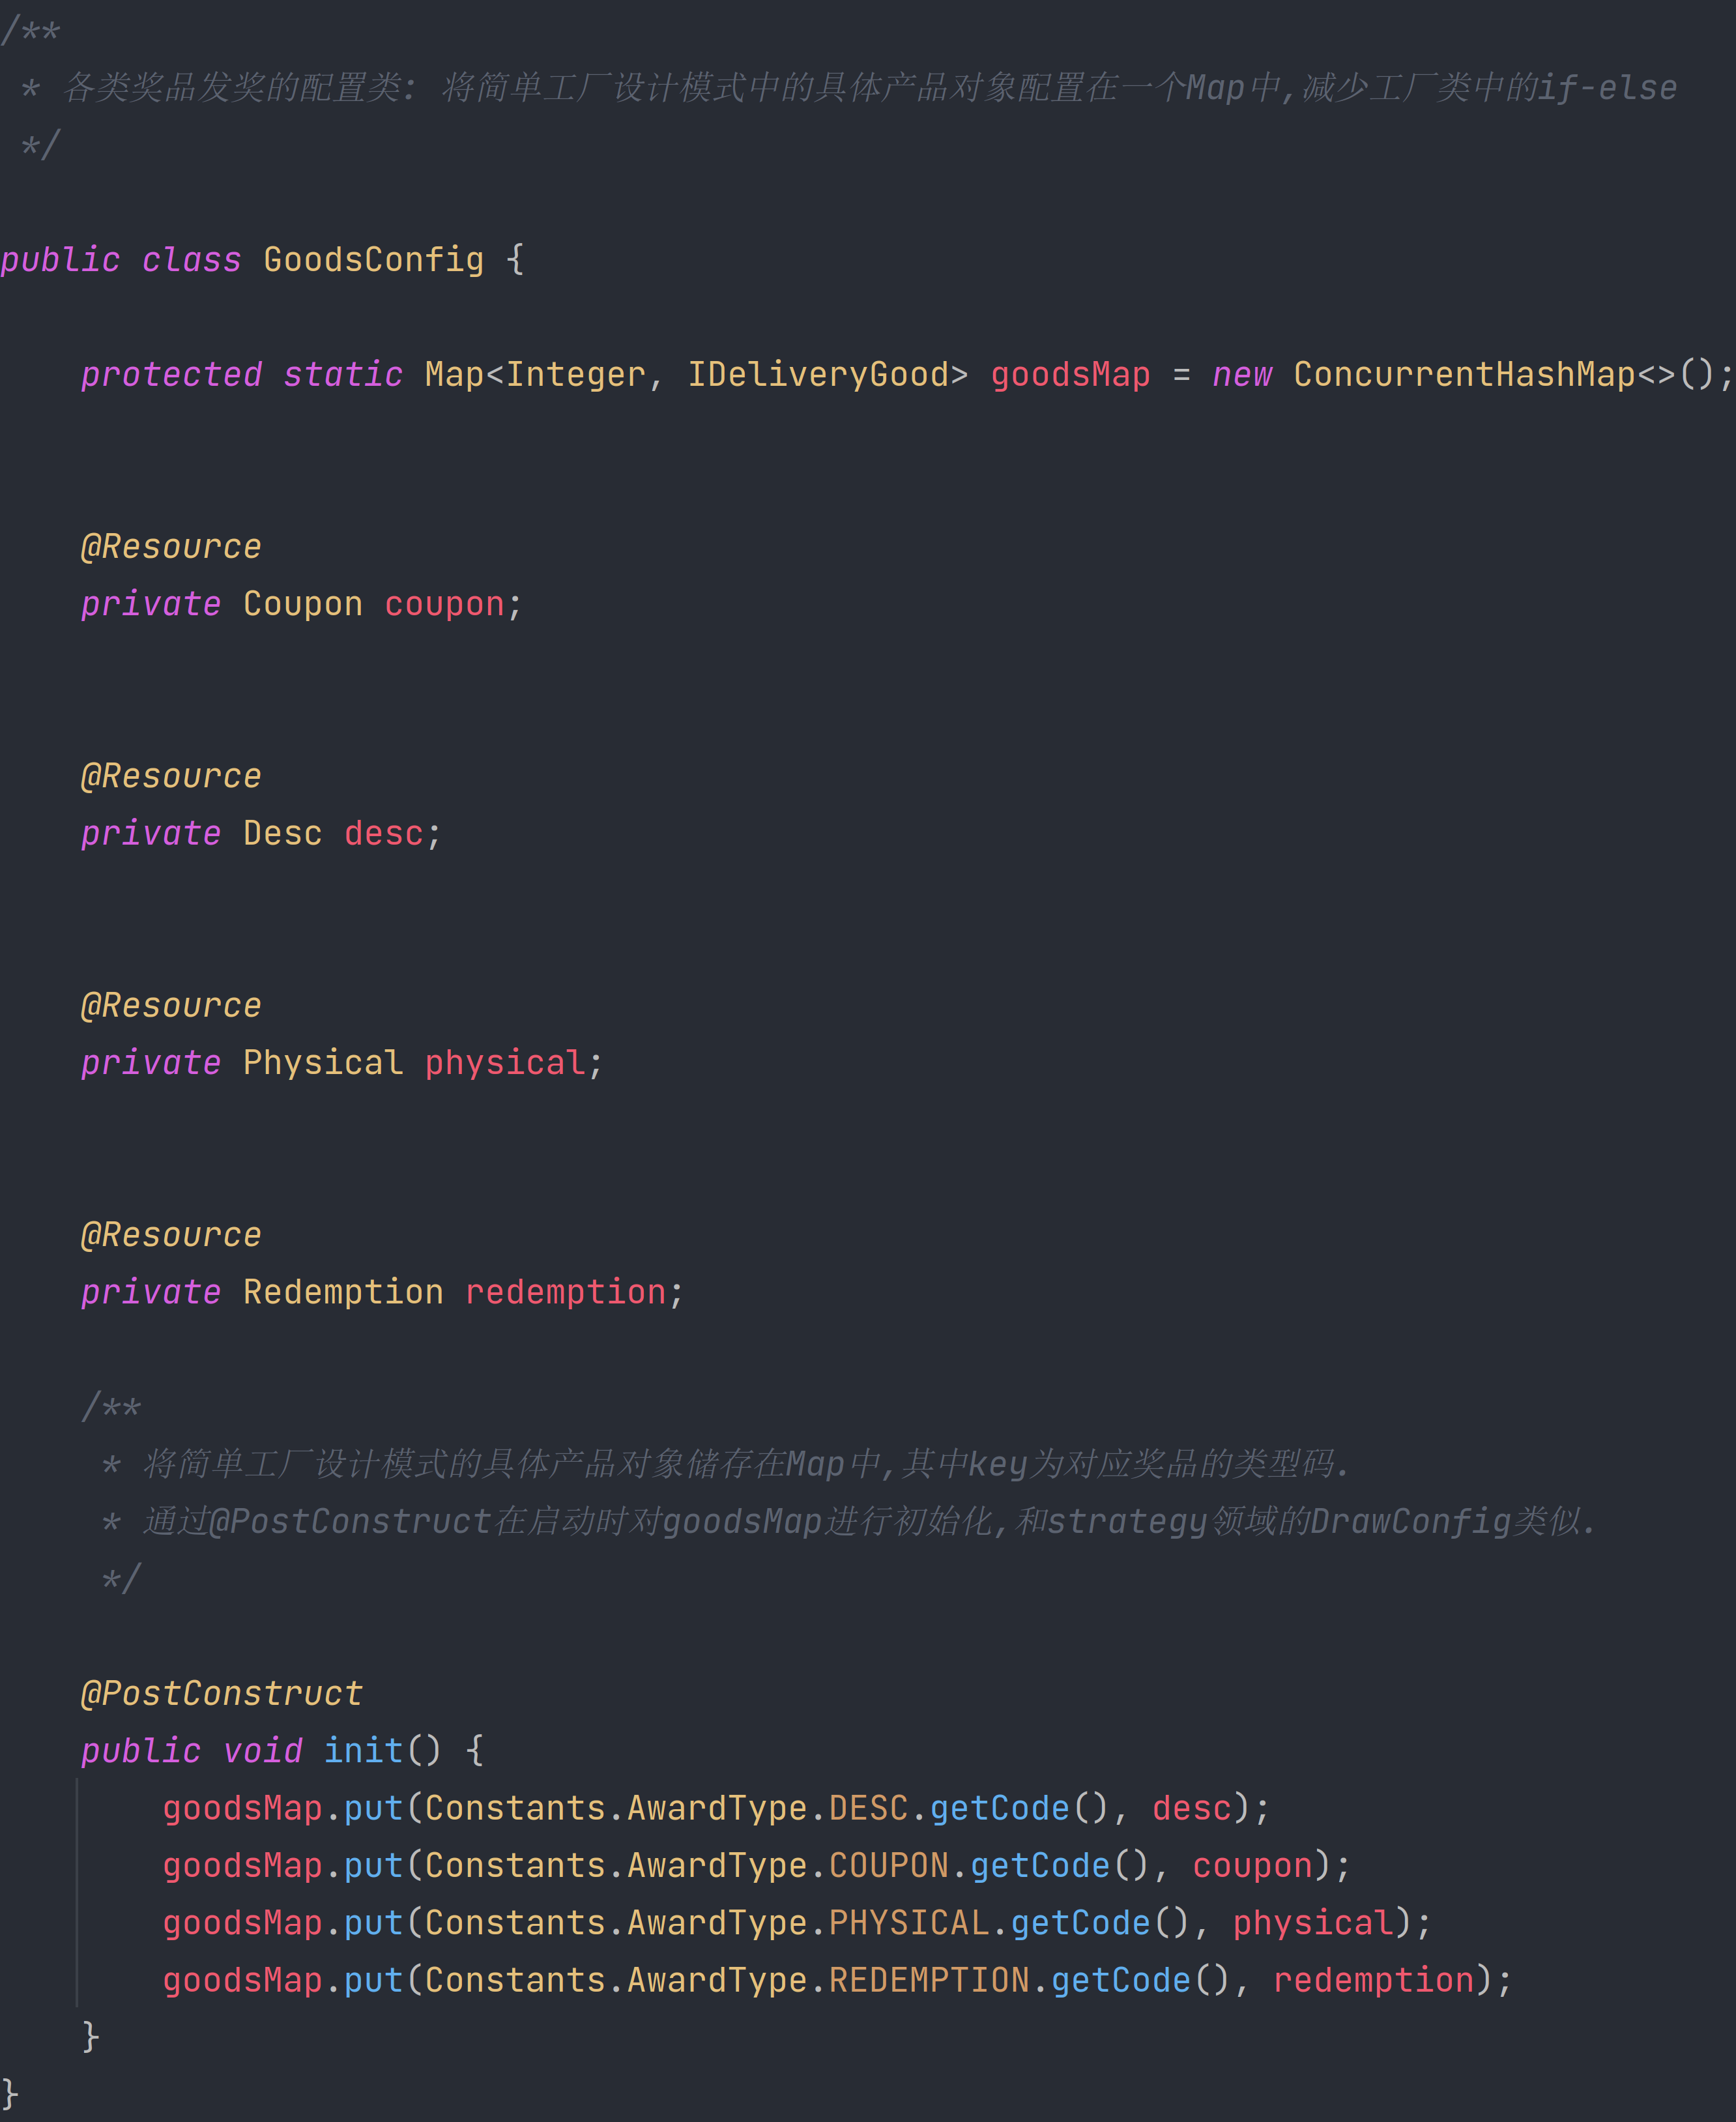 /**
 * 各类奖品发奖的配置类: 将简单工厂设计模式中的具体产品对象配置在一个Map中,减少工厂类中的if-else
 */
public class GoodsConfig {
    protected static Map<Integer, IDeliveryGood> goodsMap = new ConcurrentHashMap<>();
    @Resource
    private Coupon coupon;
    @Resource
    private Desc desc;
    @Resource
    private Physical physical;
    @Resource
    private Redemption redemption;
    /**
     * 将简单工厂设计模式的具体产品对象储存在Map中,其中key为对应奖品的类型码.
     * 通过@PostConstruct在启动时对goodsMap进行初始化,和strategy领域的DrawConfig类似.
     */
    @PostConstruct
    public void init() {
        goodsMap.put(Constants.AwardType.DESC.getCode(), desc);
        goodsMap.put(Constants.AwardType.COUPON.getCode(), coupon);
        goodsMap.put(Constants.AwardType.PHYSICAL.getCode(), physical);
        goodsMap.put(Constants.AwardType.REDEMPTION.getCode(), redemption);
    }
}